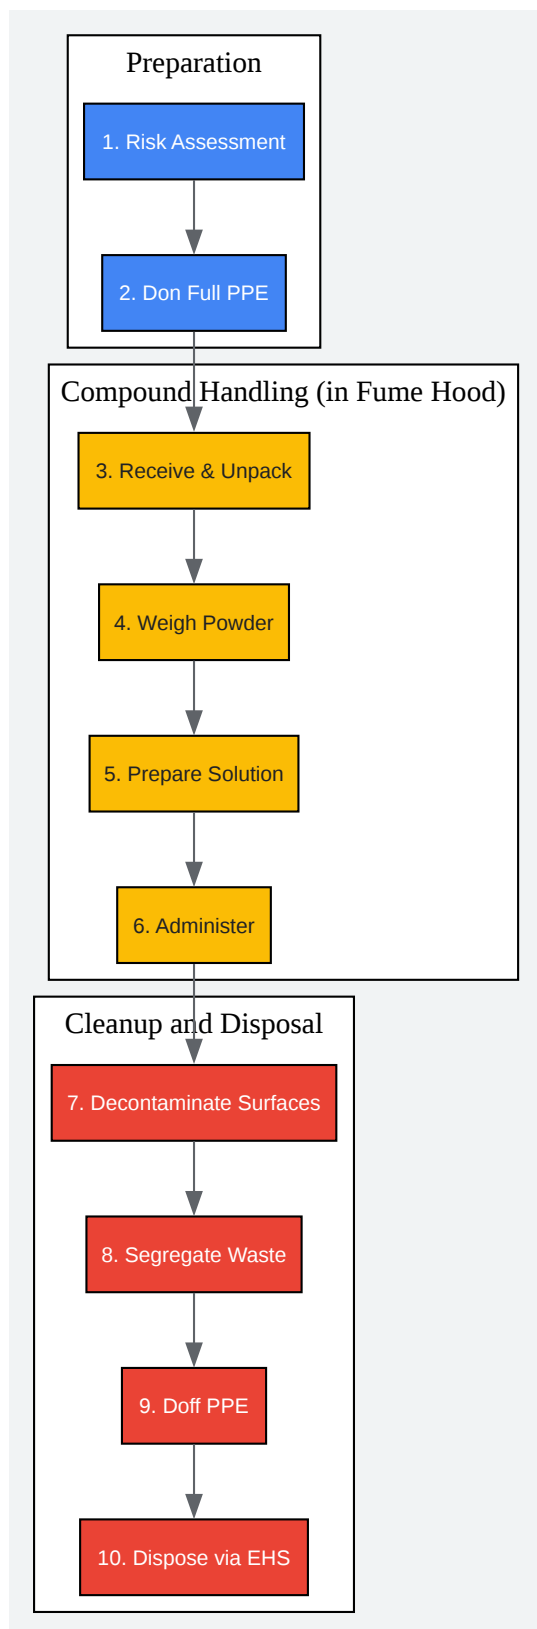 Preparation
1. Risk Assessment
2. Don Full PPE
Compound Handling (in Fume Hood)
3. Receive & Unpack
4. Weigh Powder
5. Prepare Solution
6. Administer
Cleanup and Disposal
7. Decontaminate Surfaces
8. Segregate Waste
9. Doff PPE
10. Dispose via EHS